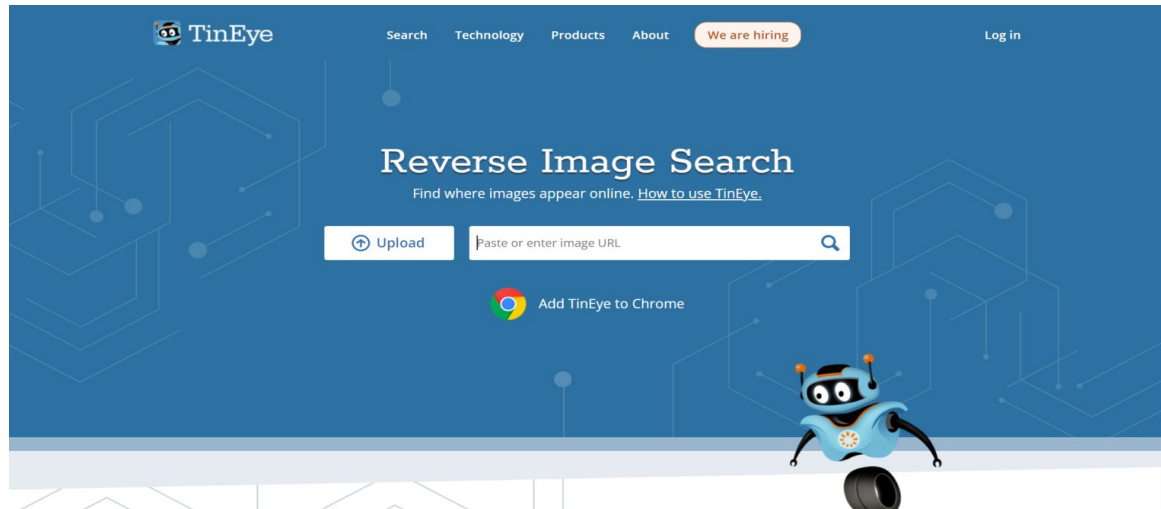 TinEye
Search Technology Products About We are hiring Log in
Reverse Image Search
Find where images appear online. How to use TinEye.
Upload Paste or enter image URL
Add TinEye to Chrome